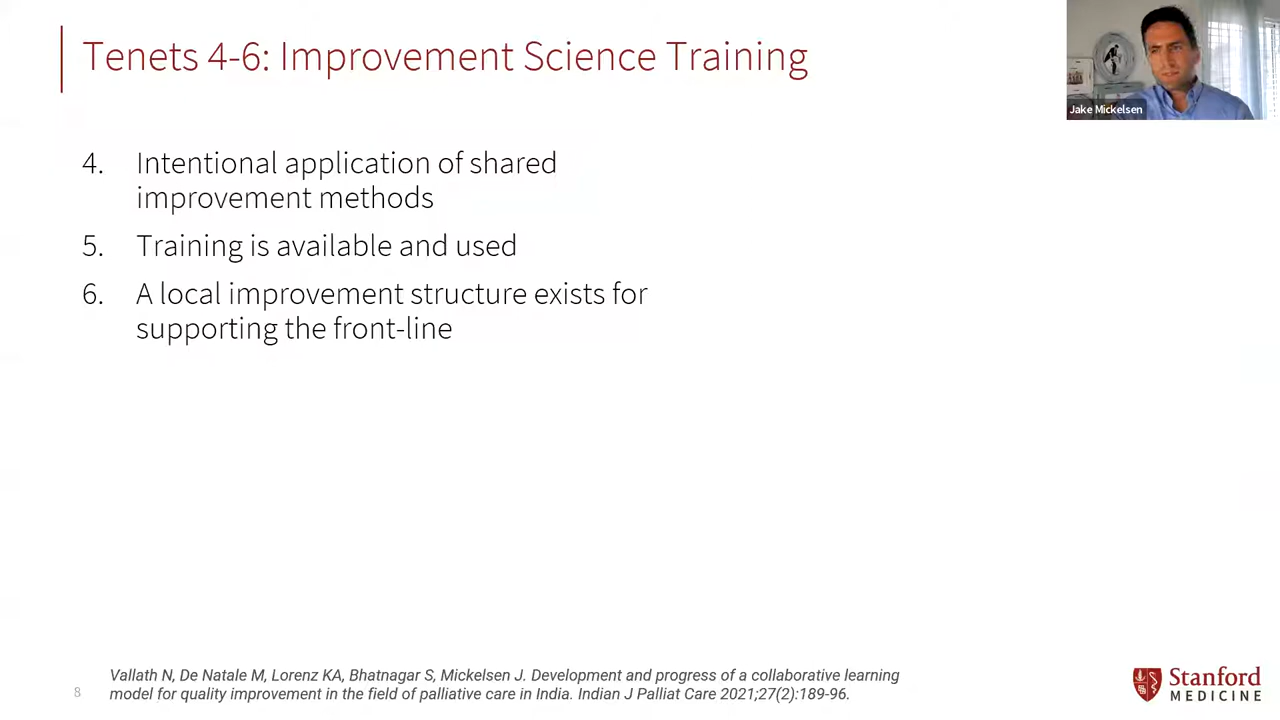 Tenets 4-6: Improvement Science Training
Jake Mickelsen
4. Intentional application of shared
improvement methods
5. Training is available and used
6. A local improvement structure exists for
supporting the front-line
8
Vallath N, De Natale M, Lorenz KA, Bhatnagar S, Mickelsen J. Development and progress of a collaborative learning
model for quality improvement in the field of palliative care in India. Indian J Palliat Care 2021;27(2):189-96.
Stanford
MEDICINE